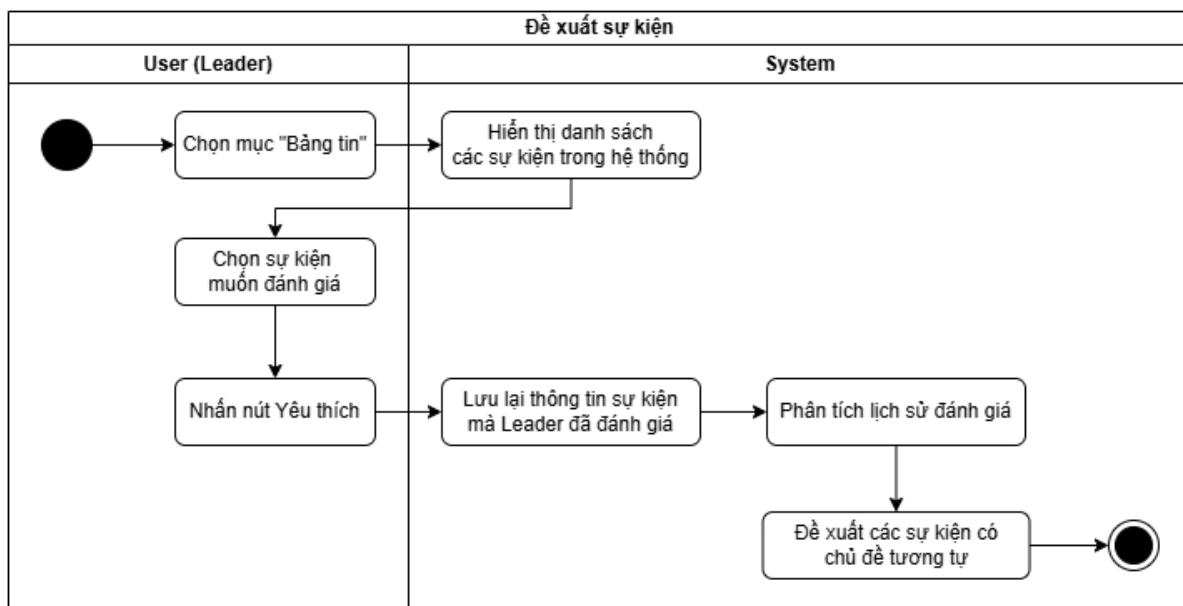 Đề xuất sự kiện
User (Leader)
System
Chọn mục "Bảng tin"
Hiển thị danh sách
các sự kiện trong hệ thống
Chọn sự kiện
muốn đánh giá
Nhấn nút Yêu thích
Lưu lại thông tin sự kiện
mà Leader đã đánh giá
Phân tích lịch sử đánh giá
Đề xuất các sự kiện có
chủ đề tương tự